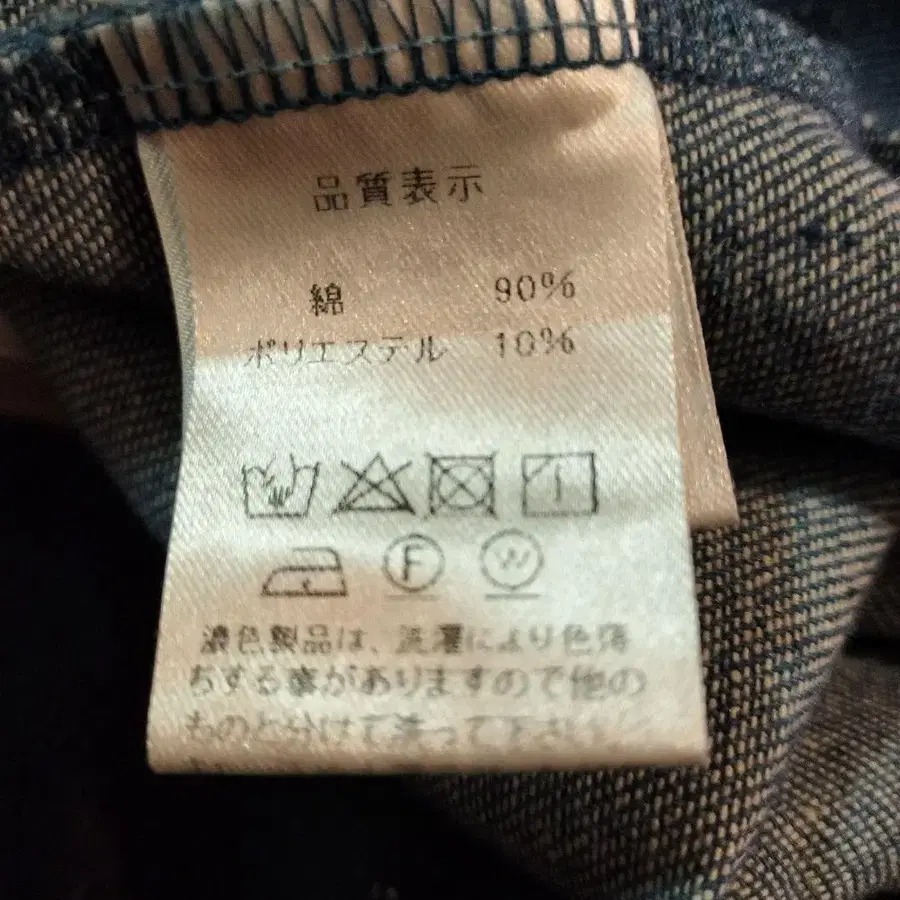 品質表示
綿 90%
ポリエステル 10%
F W
濃色製品は、洗濯により色落
ちする事がありますので他の
ものと分けて洗って下さい